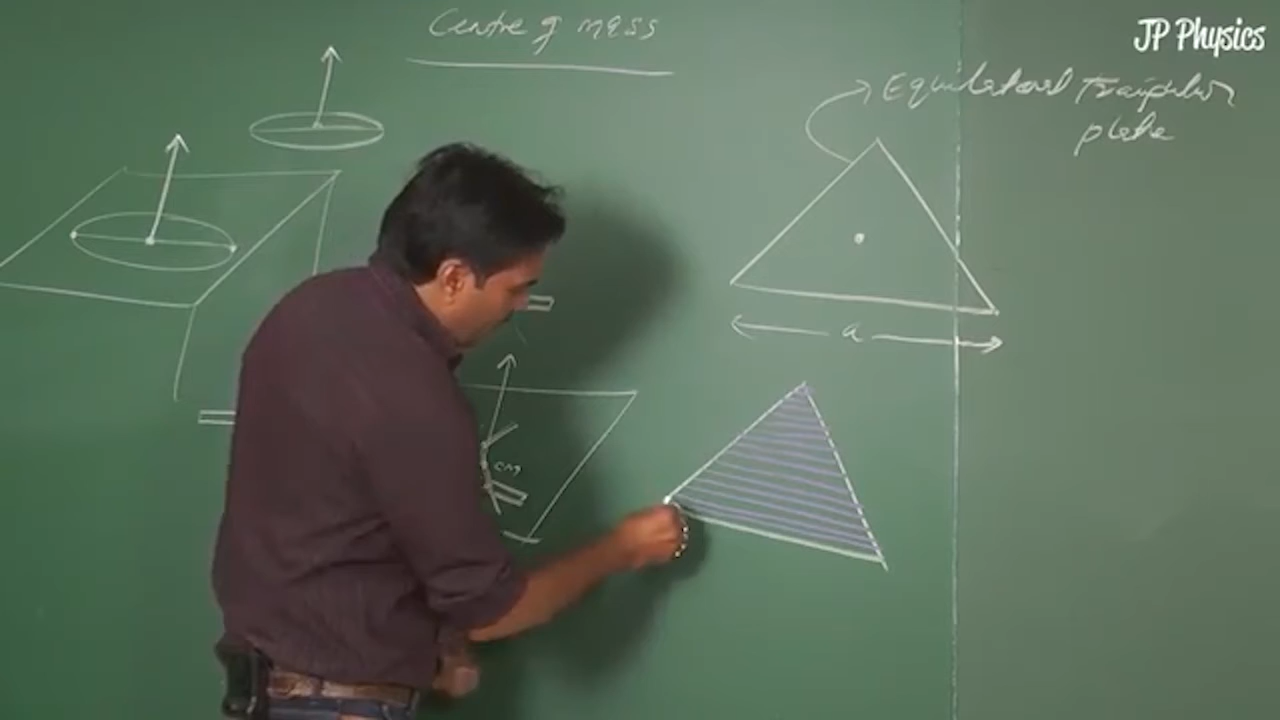 Centre of mass
JP Physics
Equilateral triangular
plate
a
cm